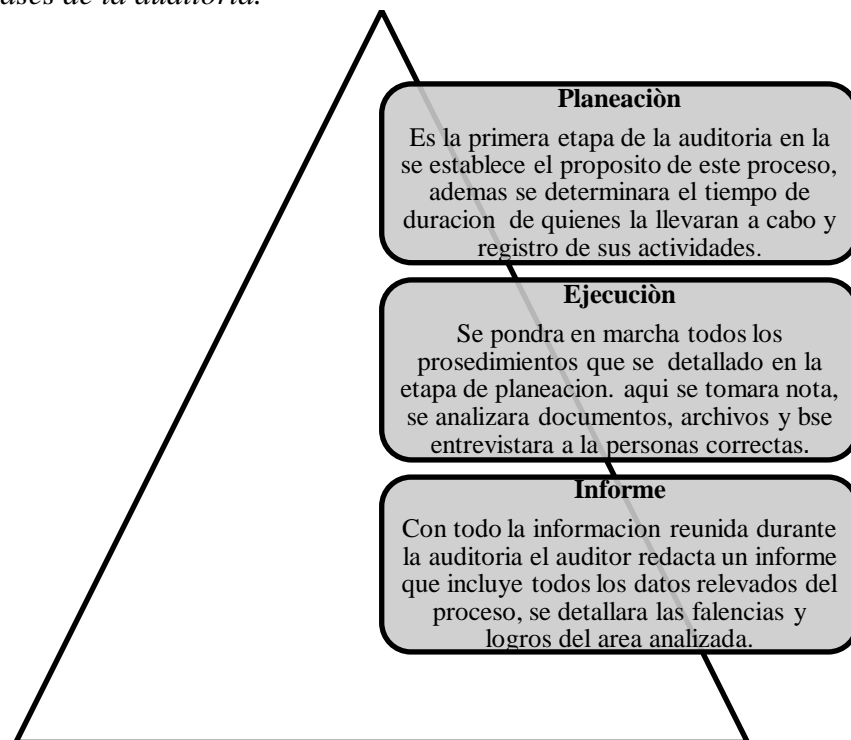 de la auditoria.
Planeaciòn
Es la primera etapa de la auditoria en la
se establece el proposito de este proceso,
ademas se determinara el tiempo de
duracion de quienes la llevaran a cabo y
registro de sus actividades.
Ejecuciòn
Se pondra en marcha todos los
prosedimientos que se detallado en la
etapa de planeacion. aqui se tomara nota,
se analizara documentos, archivos y bse
entrevistara a la personas correctas.
Informe
Con todo la informacion reunida durante
la auditoria el auditor redacta un informe
que incluye todos los datos relevados del
proceso, se detallara las falencias y
logros del area analizada.